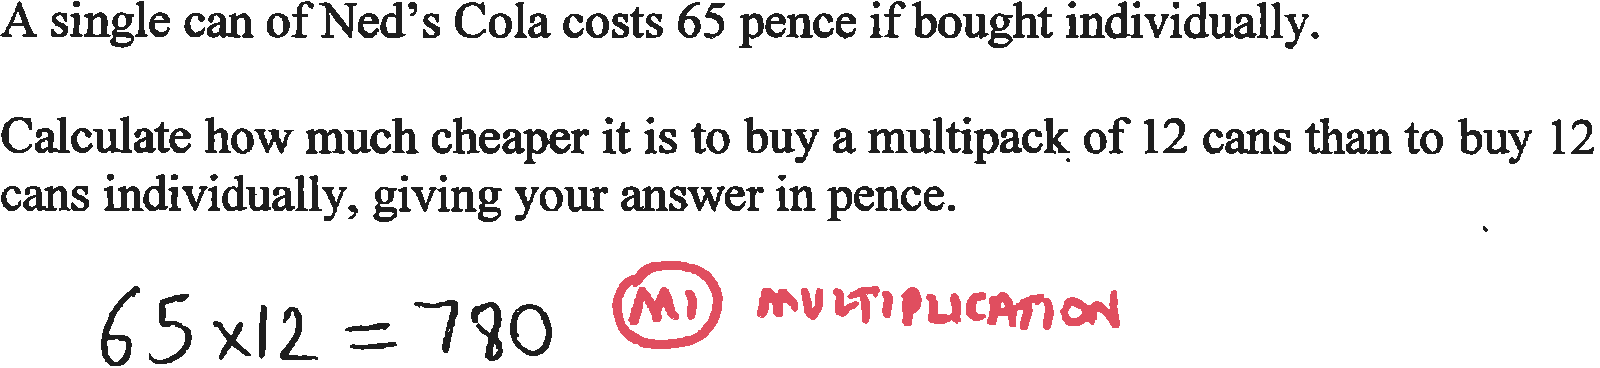 A single can of Ned's Cola costs 65 pence if bought individually.
Calculate how much cheaper it is to buy a multipack of 12 cans than to buy 12
cans individually, giving your answer in pence.
65 x 12 = 780 M1 MULTIPLICATION